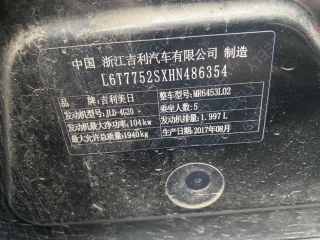 中国 浙江吉利汽车有限公司 制造
L6T7752SXHN486354
品牌:吉利美日 整车型号:MR6453L02
发动机型号:JLD-4G20 乘坐人数:5
发动机最大净功率:104kw 发动机排量:1.997L
最大允许总质量:1940kg 生产日期:2017年08月